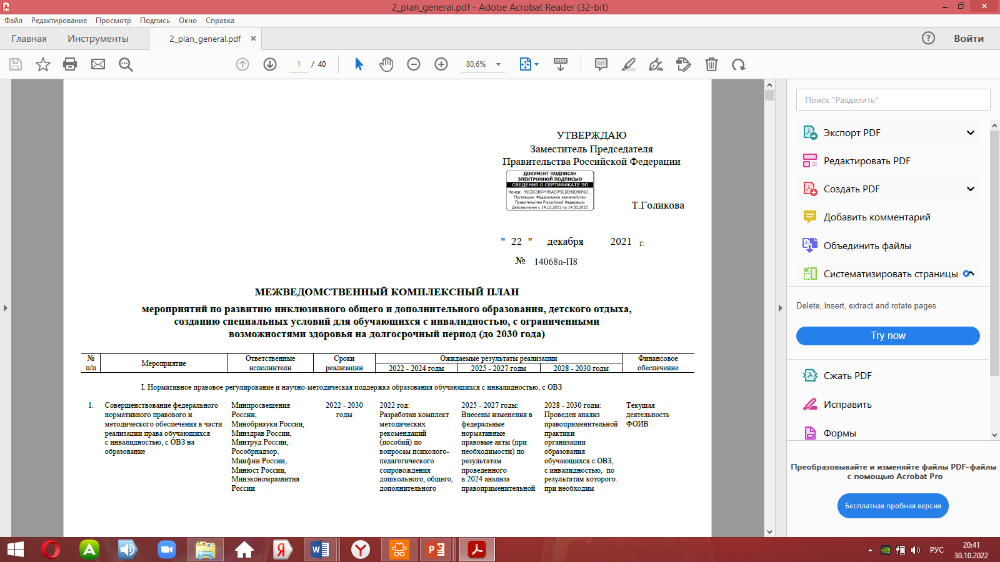 2_plan_general.pdf - Adobe Acrobat Reader (32-bit)
Файл Редактирование Просмотр Подпись Окно Справка
Главная Инструменты 2_plan_general.pdf × Войти
1 / 40 80,6%
УТВЕРЖДАЮ
Заместитель Председателя
Правительства Российской Федерации
ДОКУМЕНТ ПОДПИСАН
ЭЛЕКТРОННОЙ ПОДПИСЬЮ
СВЕДЕНИЯ О СЕРТИФИКАТЕ ЭП
Номер:
Поставщик: Федеральное казначейство
Правительство Российской Федерации
Действителен с 14.12.2021 по 14.03.2023
Т.Голикова
" 22 " декабря 2021 г.
№ 14068п-П8
МЕЖВЕДОМСТВЕННЫЙ КОМПЛЕКСНЫЙ ПЛАН
мероприятий по развитию инклюзивного общего и дополнительного образования, детского отдыха,
созданию специальных условий для обучающихся с инвалидностью, с ограниченными
возможностями здоровья на долгосрочный период (до 2030 года)
№
п/п
Мероприятие
Ответственные
исполнители
Сроки
реализации
Ожидаемые результаты реализации
2022 - 2024 годы 2025 - 2027 годы 2028 - 2030 годы
Финансовое
обеспечение
I. Нормативное правовое регулирование и научно-методическая поддержка образования обучающихся с инвалидностью, с ОВЗ
1.
Совершенствование федерального
нормативного правового и
методического обеспечения в части
реализации права обучающихся
с инвалидностью, с ОВЗ на
образование
Минпросвещения
России,
Минобрнауки России,
Минздрав России,
Минтруд России,
Рособрнадзор,
Минфин России,
Минюст России,
Минэкономразвития
России
2022 - 2030
годы
2022 год:
Разработан комплект
методических
рекомендаций
(пособий) по
вопросам психолого-
педагогического
сопровождения
дошкольного, общего,
дополнительного
2025 - 2027 годы:
Внесены изменения в
федеральные
нормативные
правовые акты (при
необходимости) по
результатам
проведенного
в 2024 анализа
правоприменительной
2028 - 2030 годы:
Проведен анализ
правоприменительной
практики
организации
образования
обучающихся с ОВЗ,
с инвалидностью, по
результатам которого.
при необходим
Текущая
деятельность
ФОИВ
Поиск "Разделить"
Экспорт PDF
Редактировать PDF
Создать PDF
Добавить комментарий
Объединить файлы
Систематизировать страницы
Delete, insert, extract and rotate pages.
Try now
Сжать PDF
Исправить
Формы
Преобразовывайте и изменяйте файлы PDF-файлы
с помощью Acrobat Pro
Бесплатная пробная версия
РУС
20:41
30.10.2022